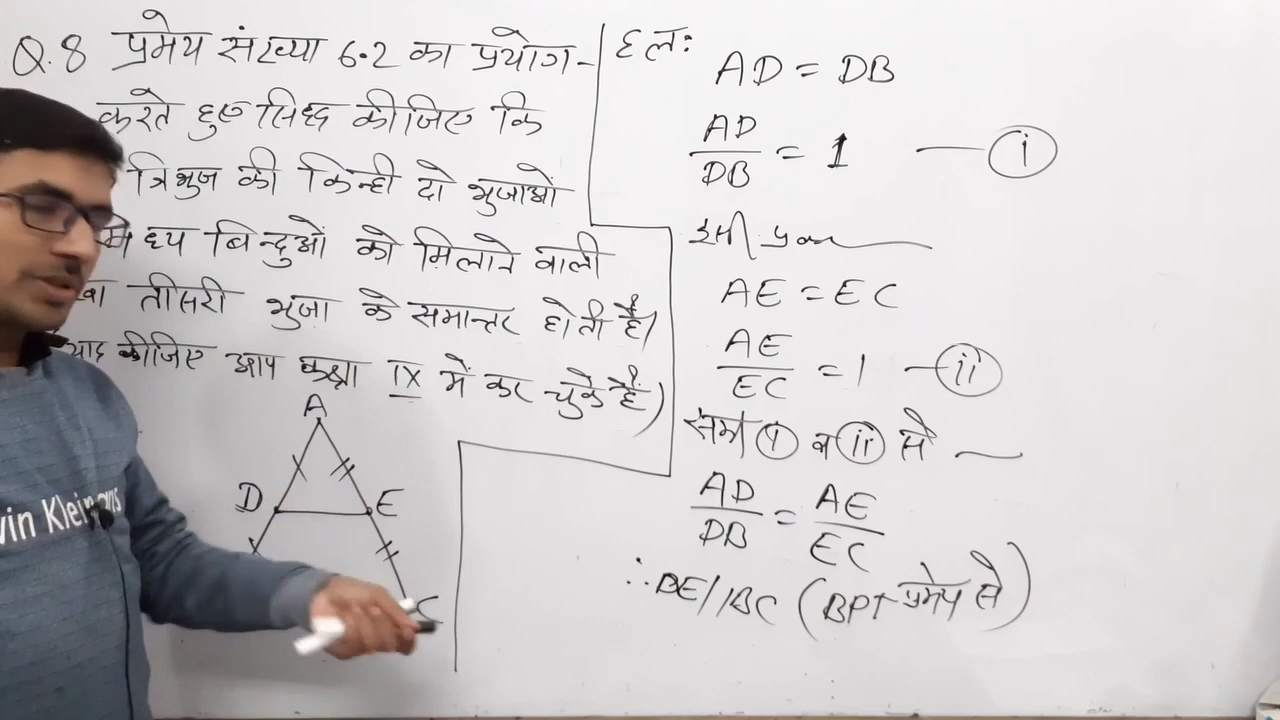 Q.8 प्रमेय संख्या 6.2 का प्रयोग-
करते हुए सिध्द कीजिए कि
त्रिभुज की किन्ही दो भुजाओं
मध्य बिन्दुओं को मिलाने वाली
तीसरी भुजा के समान्तर होती है।
याद कीजिए आप कक्षा IX में कर चुके हैं)
A
D E
C
vin Klein
हलः
AD = DB
AD/DB = 1 — (i)
इसी प्रकार
AE = EC
AE/EC = 1 — (ii)
समी (i) व (ii) से
AD/DB = AE/EC
∴ DE//BC (BPT प्रमेय से)